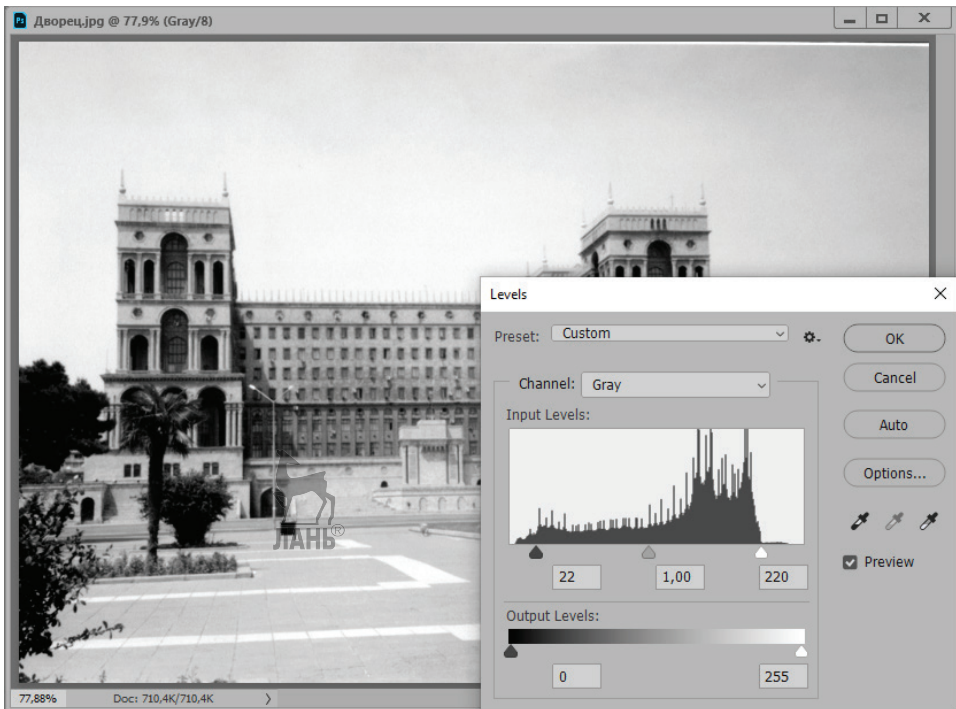 Ps Дворец.jpg @ 77,9% (Gray/8)
Levels
Preset: Custom
OK
Channel: Gray
Cancel
Input Levels:
Auto
Options...
ЛАНЬ®
Preview
22 1,00 220
Output Levels:
0 255
77,88% Doc: 710,4K/710,4K